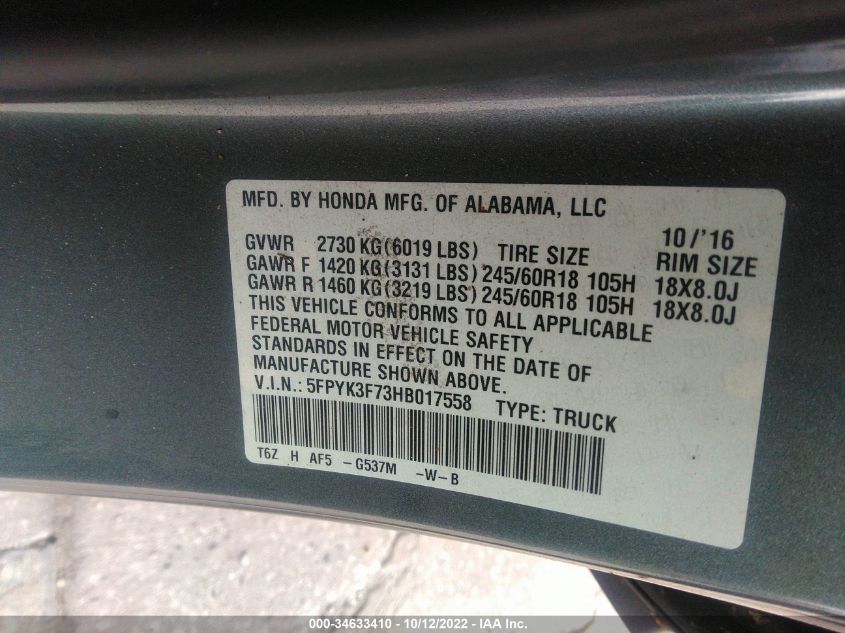 MFD. BY HONDA MFG. OF ALABAMA, LLC
10/'16
GVWR 2730 KG(6019 LBS) TIRE SIZE RIM SIZE
GAWR F 1420 KG(3131 LBS) 245/60R18 105H 18X8.0J
GAWR R 1460 KG(3219 LBS) 245/60R18 105H 18X8.0J
THIS VEHICLE CONFORMS TO ALL APPLICABLE
FEDERAL MOTOR VEHICLE SAFETY
STANDARDS IN EFFECT ON THE DATE OF
MANUFACTURE SHOWN ABOVE.
V.I.N.: 5FPYK3F73HB017558 TYPE: TRUCK
T6Z H AF5 -G537M -W-B
000-34633410 - 10/12/2022 - IAA Inc.